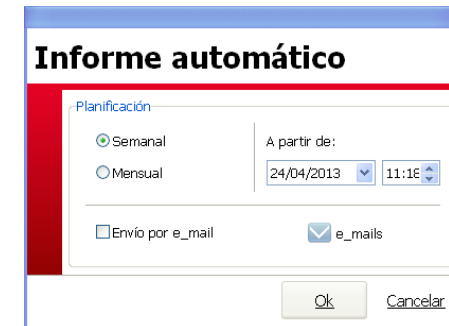 Informe automático
Planificación
Semanal
A partir de:
Mensual
24/04/2013
Envío por e_mail
e_mails
Ok
Cancelar